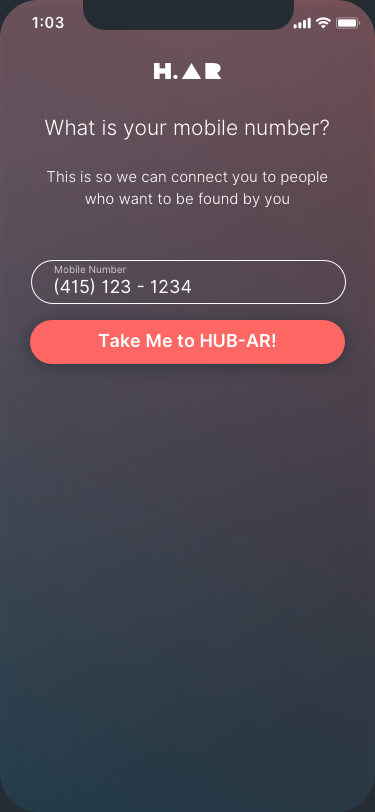 1:03
H.AR
What is your mobile number?
This is so we can connect you to people
who want to be found by you
Mobile Number
(415) 123 - 1234
Take Me to HUB-AR!